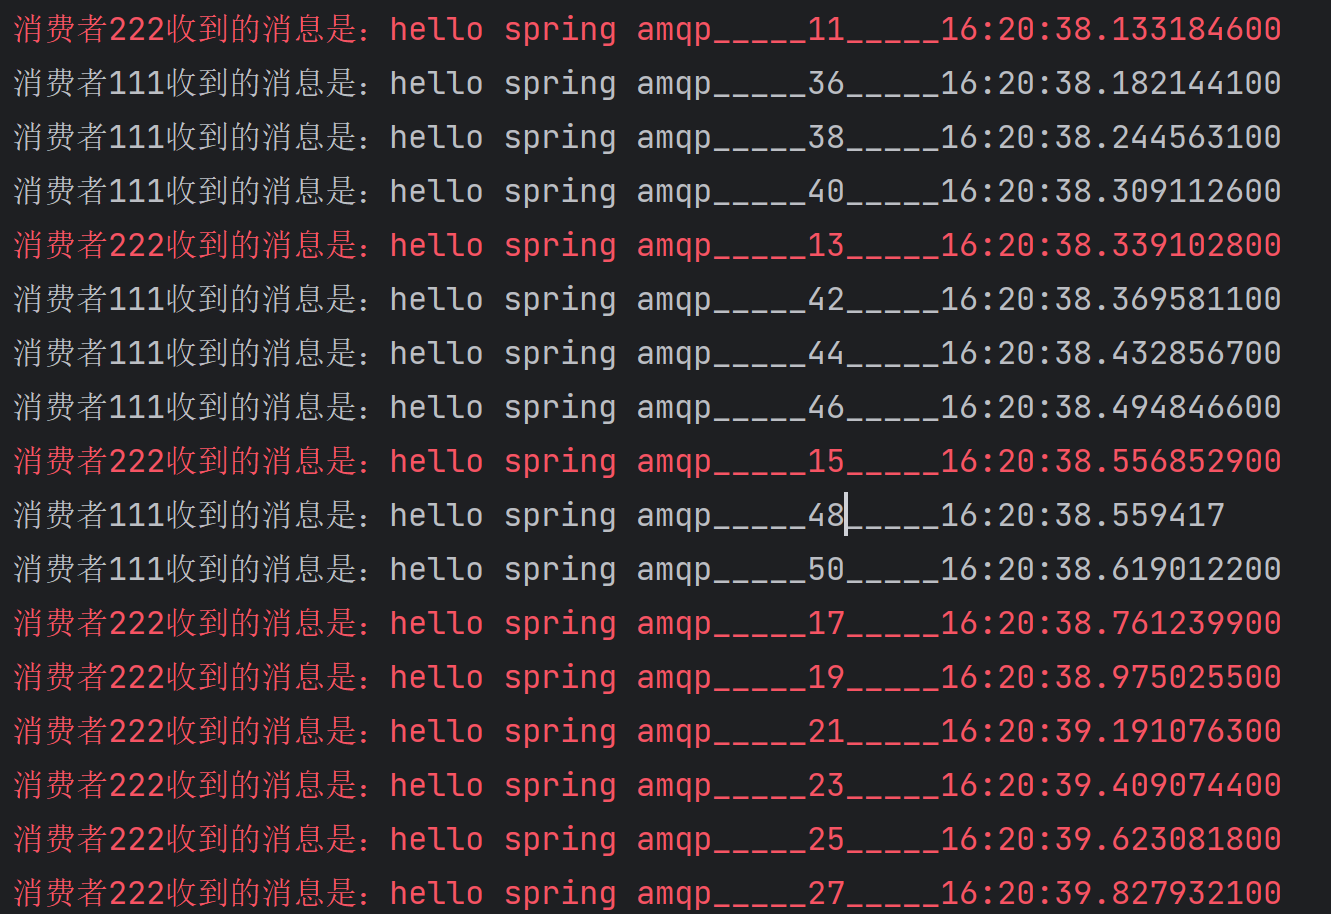 消费者222收到的消息是：hello spring amqp_____11_____16:20:38.133184600
消费者111收到的消息是：hello spring amqp_____36_____16:20:38.182144100
消费者111收到的消息是：hello spring amqp_____38_____16:20:38.244563100
消费者111收到的消息是：hello spring amqp_____40_____16:20:38.309112600
消费者222收到的消息是：hello spring amqp_____13_____16:20:38.339102800
消费者111收到的消息是：hello spring amqp_____42_____16:20:38.369581100
消费者111收到的消息是：hello spring amqp_____44_____16:20:38.432856700
消费者111收到的消息是：hello spring amqp_____46_____16:20:38.494846600
消费者222收到的消息是：hello spring amqp_____15_____16:20:38.556852900
消费者111收到的消息是：hello spring amqp_____48_____16:20:38.559417
消费者111收到的消息是：hello spring amqp_____50_____16:20:38.619012200
消费者222收到的消息是：hello spring amqp_____17_____16:20:38.761239900
消费者222收到的消息是：hello spring amqp_____19_____16:20:38.975025500
消费者222收到的消息是：hello spring amqp_____21_____16:20:39.191076300
消费者222收到的消息是：hello spring amqp_____23_____16:20:39.409074400
消费者222收到的消息是：hello spring amqp_____25_____16:20:39.623081800
消费者222收到的消息是：hello spring amqp_____27_____16:20:39.827932100